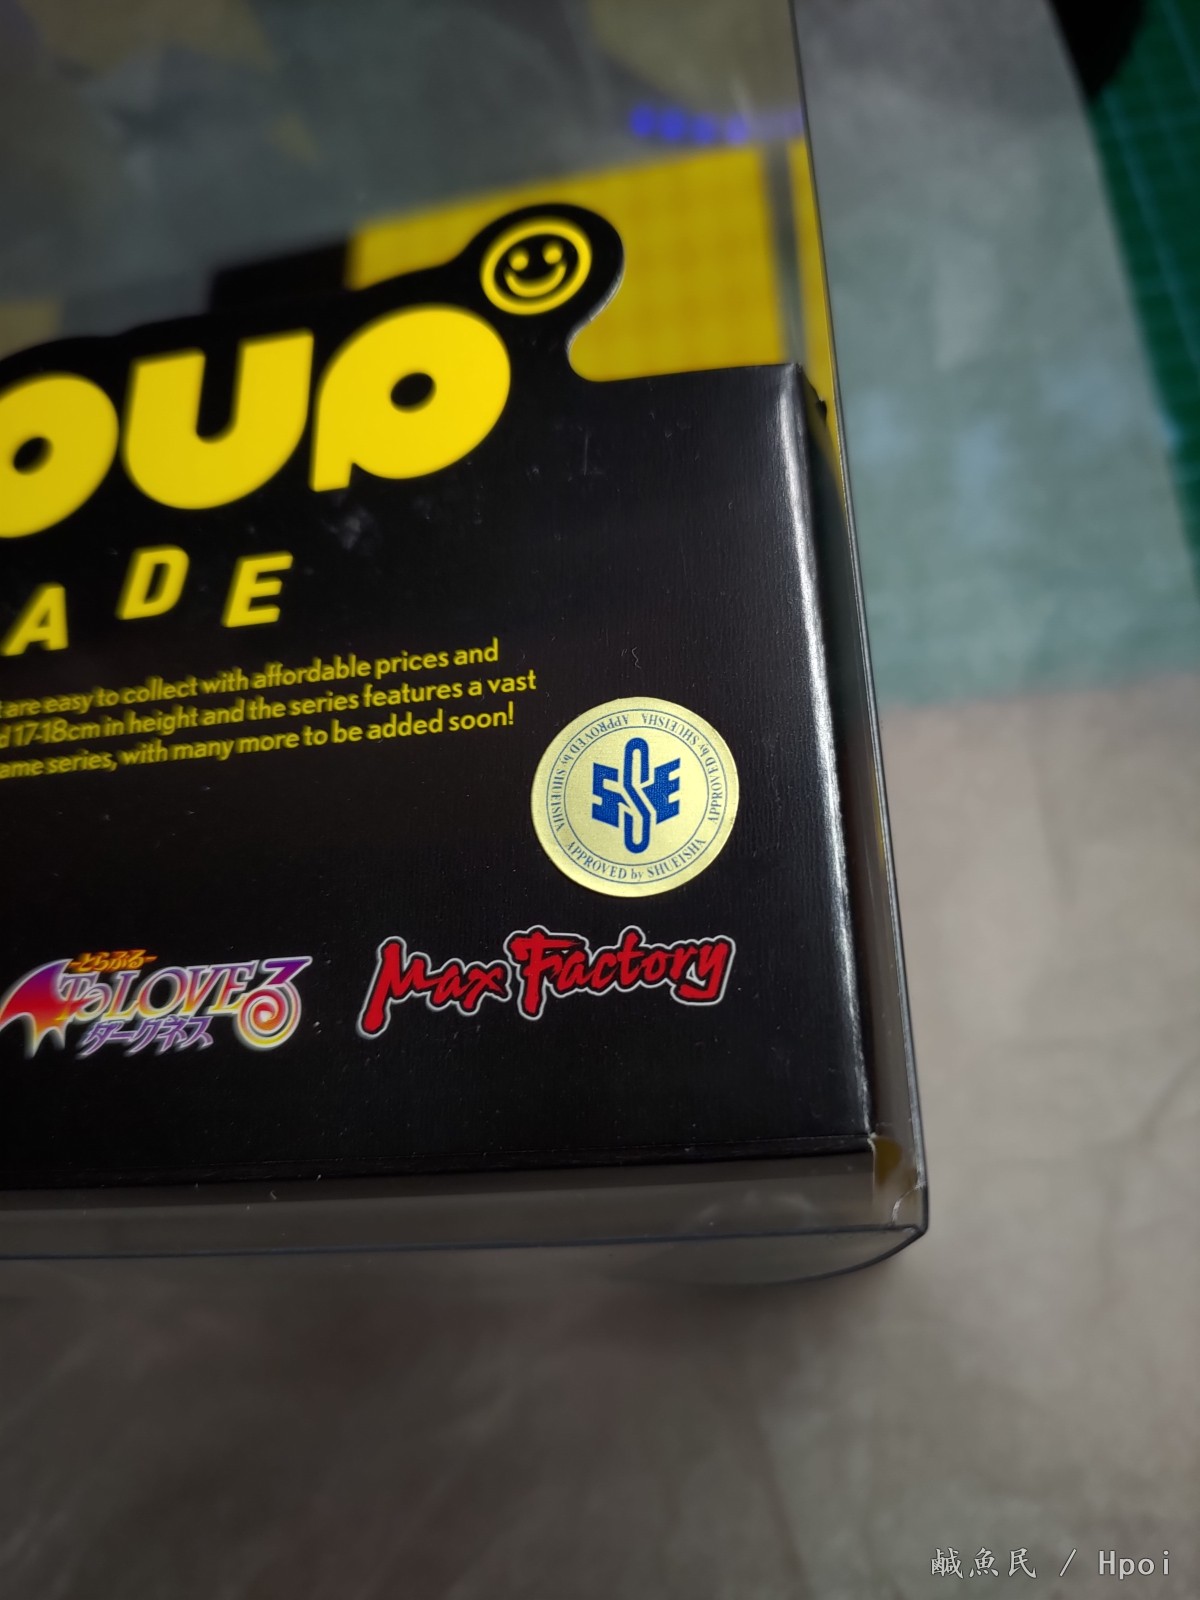 oup
ADE
t are easy to collect with affordable prices and
d 17-18cm in height and the series features a vast
ame series, with many more to be added soon!
APPROVED by SHUEISHA APPROVED by SHUEISHA APPROVED by SHUEISHA
SSE
-とらぶる-
To LOVEる
ダークネス
Max Factory
鹹魚民 / Hpoi